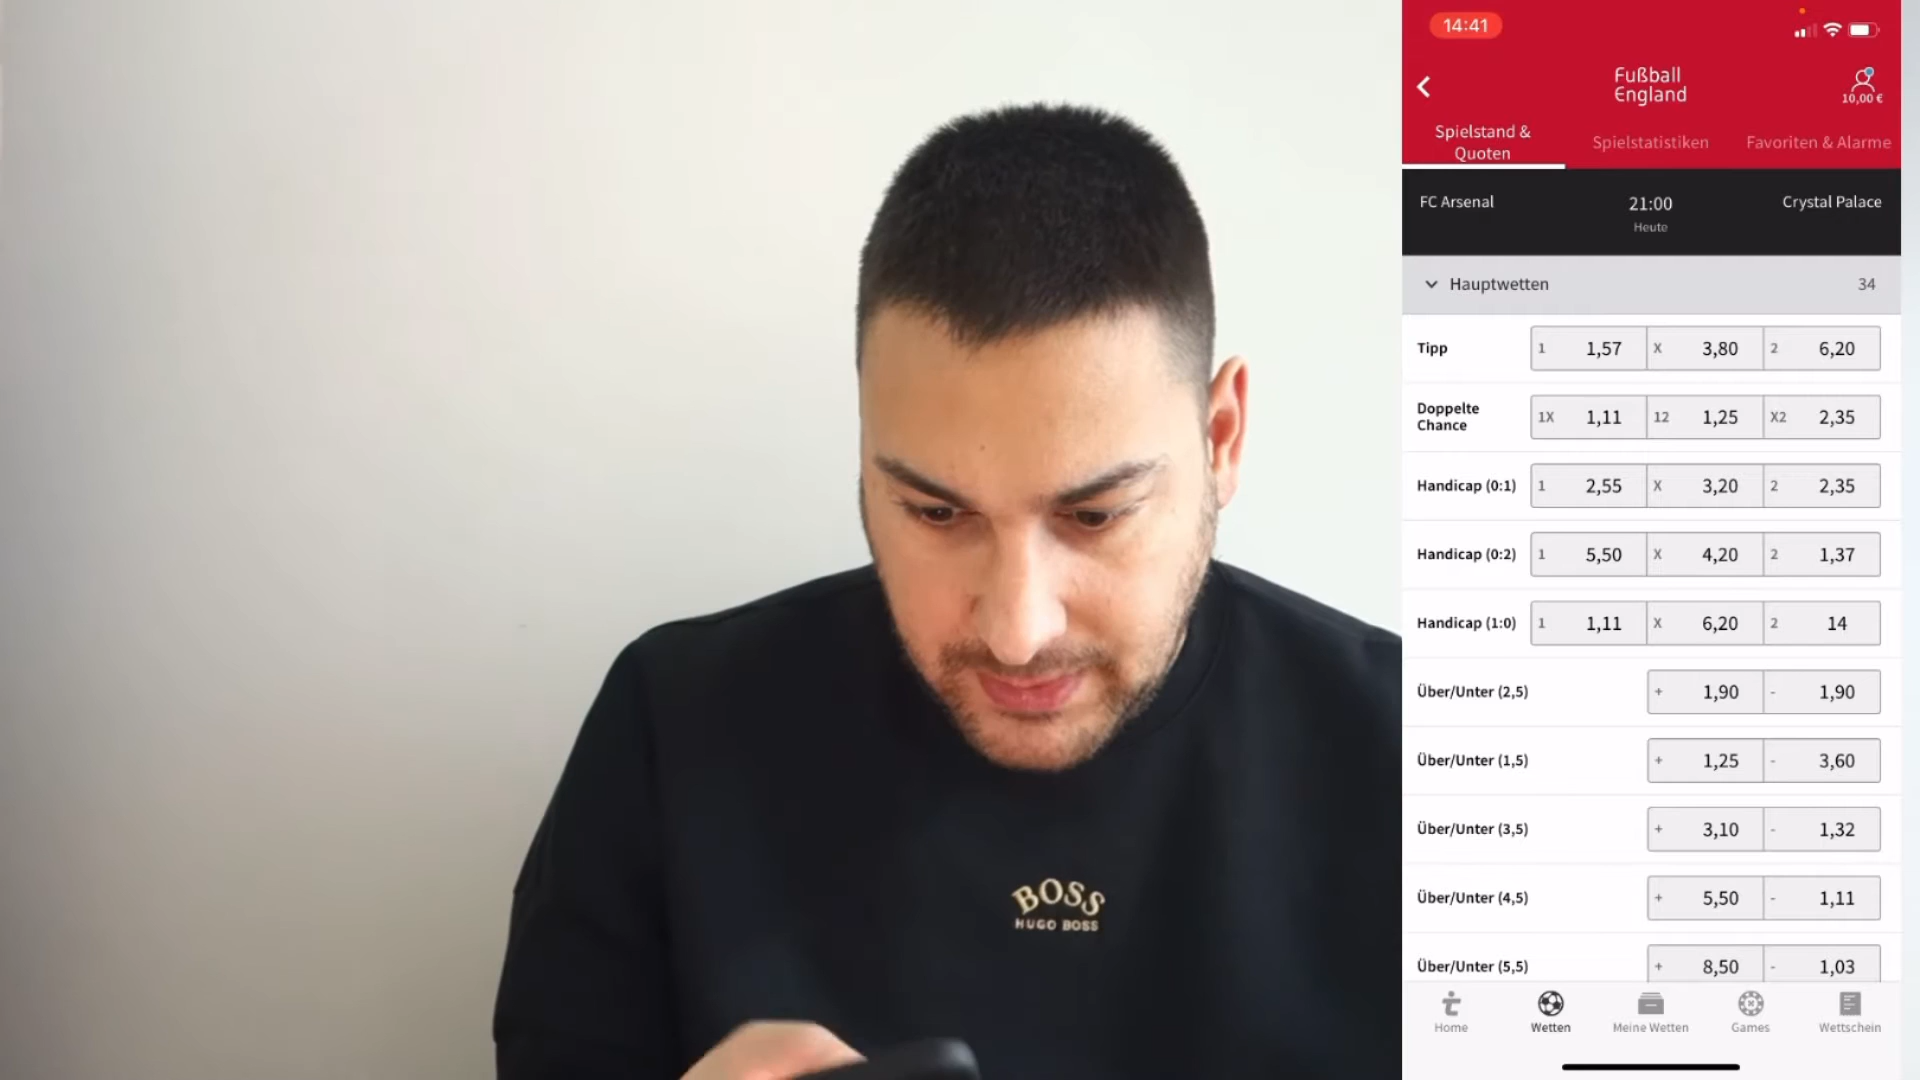 BOSS
HUGO BOSS
14:41
Fußball
England
10,00 €
Spielstand &
Quoten
Spielstatistiken
Favoriten & Alarme
FC Arsenal 21:00 Crystal Palace
Heute
Hauptwetten 34
Tipp 1 1,57 X 3,80 2 6,20
Doppelte
Chance 1X 1,11 12 1,25 X2 2,35
Handicap (0:1) 1 2,55 X 3,20 2 2,35
Handicap (0:2) 1 5,50 X 4,20 2 1,37
Handicap (1:0) 1 1,11 X 6,20 2 14
Über/Unter (2,5) + 1,90 - 1,90
Über/Unter (1,5) + 1,25 - 3,60
Über/Unter (3,5) + 3,10 - 1,32
Über/Unter (4,5) + 5,50 - 1,11
Über/Unter (5,5) + 8,50 - 1,03
Home Wetten Meine Wetten Games Wettschein